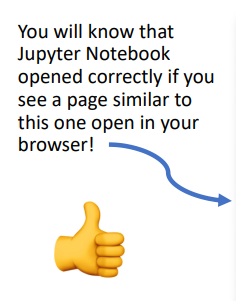 You will know that
Jupyter Notebook
opened correctly if you
see a page similar to
this one open in your
browser!